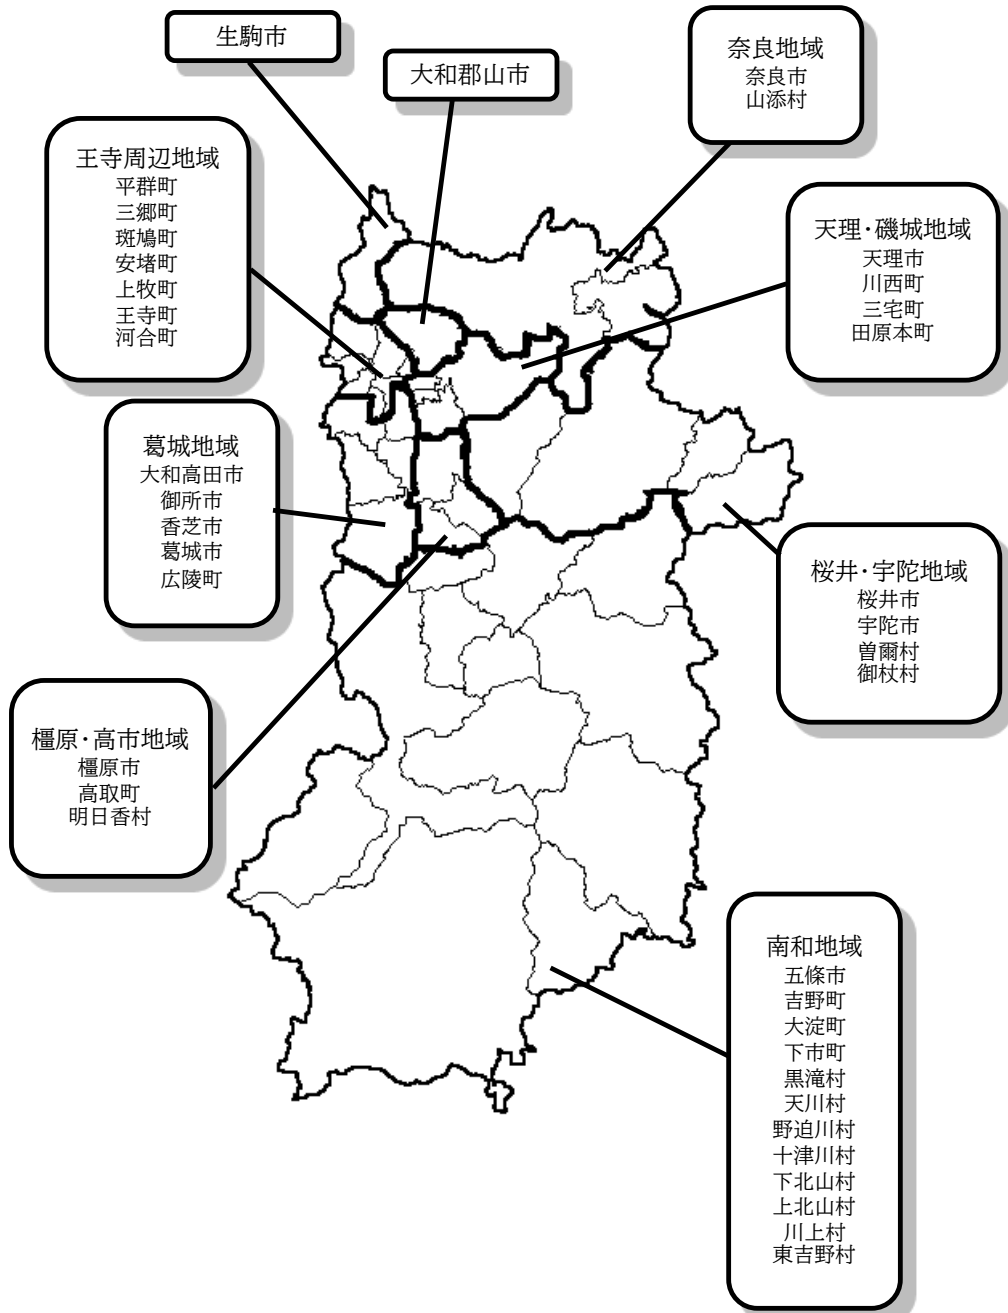 生駒市
大和郡山市
奈良地域
奈良市
山添村
王寺周辺地域
平群町
三郷町
斑鳩町
安堵町
上牧町
王寺町
河合町
天理・磯城地域
天理市
川西町
三宅町
田原本町
葛城地域
大和高田市
御所市
香芝市
葛城市
広陵町
桜井・宇陀地域
桜井市
宇陀市
曽爾村
御杖村
橿原・高市地域
橿原市
高取町
明日香村
南和地域
五條市
吉野町
大淀町
下市町
黒滝村
天川村
野迫川村
十津川村
下北山村
上北山村
川上村
東吉野村